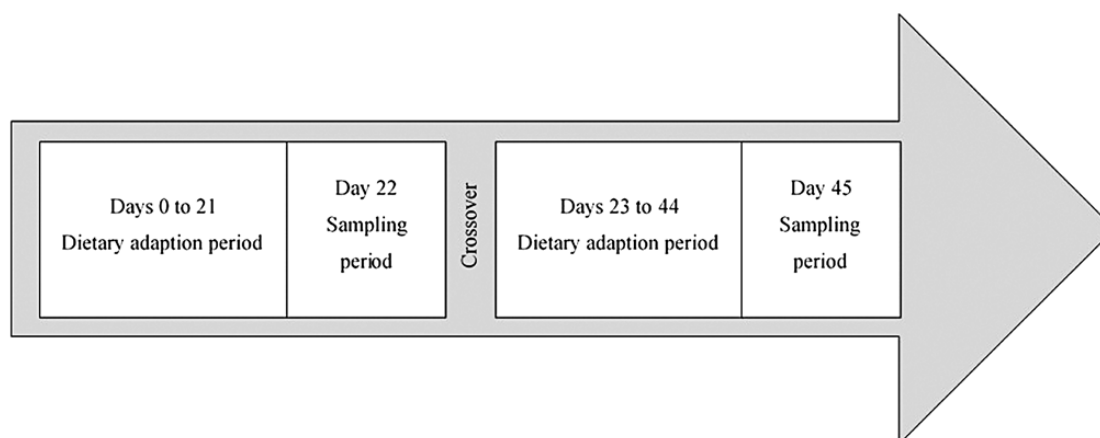 Days 0 to 21
Dietary adaption period
Day 22
Sampling
period
Crossover
Days 23 to 44
Dietary adaption period
Day 45
Sampling
period